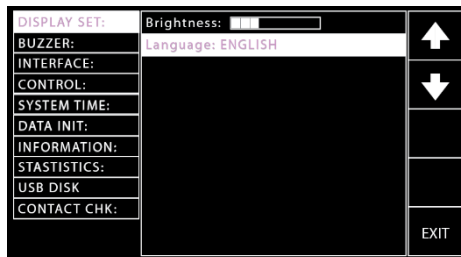 DISPLAY SET:
BUZZER:
INTERFACE:
CONTROL:
SYSTEM TIME:
DATA INIT:
INFORMATION:
STASTISTICS:
USB DISK
CONTACT CHK:
Brightness:
Language: ENGLISH
EXIT